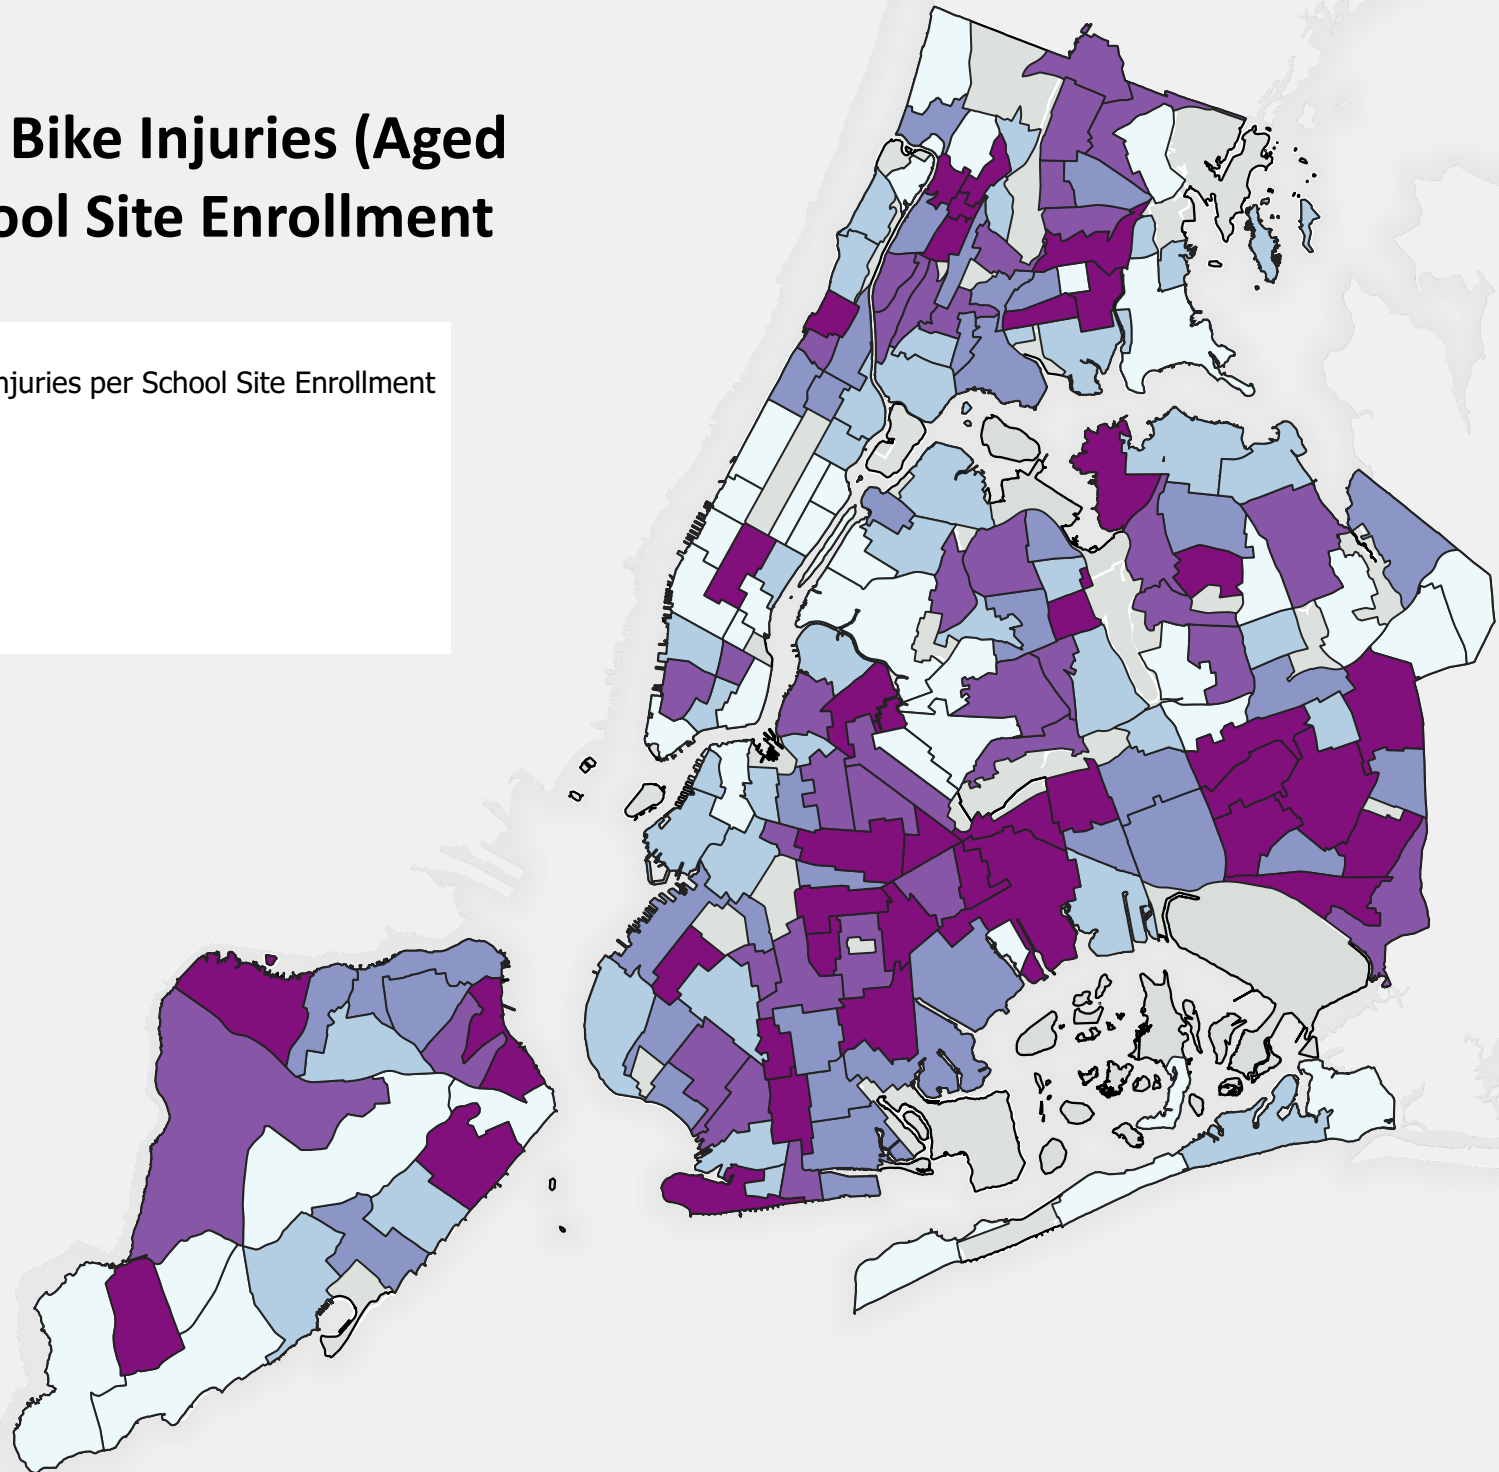 Bike Injuries (Aged
ool Site Enrollment
njuries per School Site Enrollment